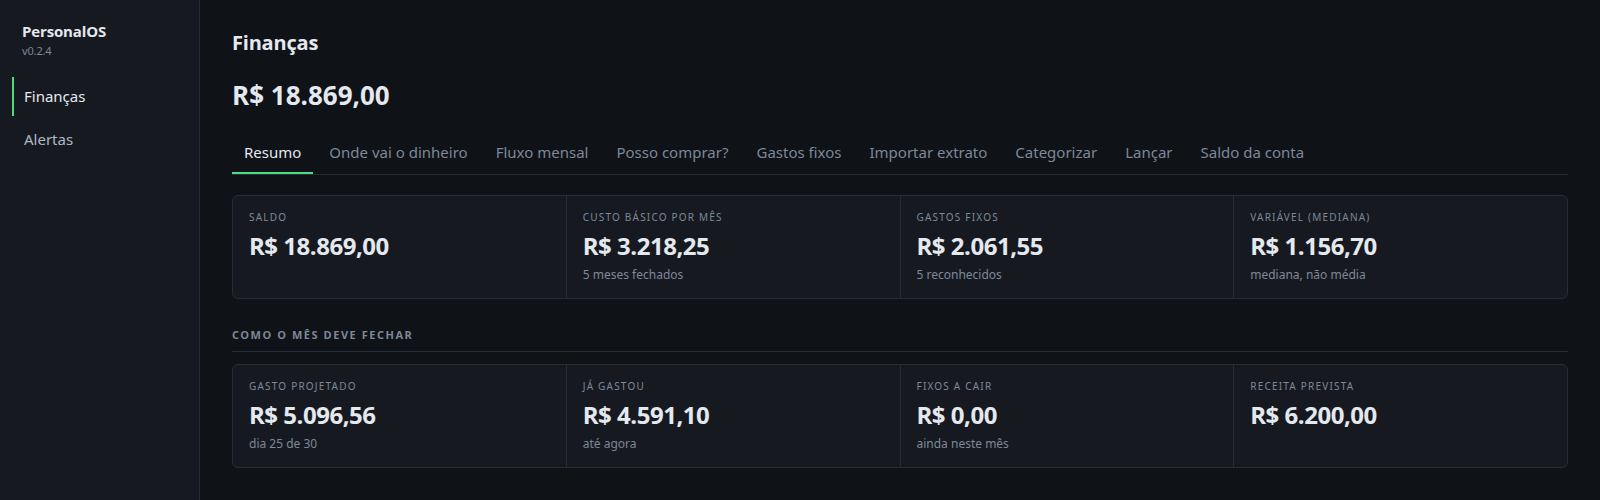 PersonalOS
v0.2.4
Finanças
Alertas
Finanças
R$ 18.869,00
Resumo Onde vai o dinheiro Fluxo mensal Posso comprar? Gastos fixos Importar extrato Categorizar Lançar Saldo da conta
SALDO
R$ 18.869,00
CUSTO BÁSICO POR MÊS
R$ 3.218,25
5 meses fechados
GASTOS FIXOS
R$ 2.061,55
5 reconhecidos
VARIÁVEL (MEDIANA)
R$ 1.156,70
mediana, não média
COMO O MÊS DEVE FECHAR
GASTO PROJETADO
R$ 5.096,56
dia 25 de 30
JÁ GASTOU
R$ 4.591,10
até agora
FIXOS A CAIR
R$ 0,00
ainda neste mês
RECEITA PREVISTA
R$ 6.200,00